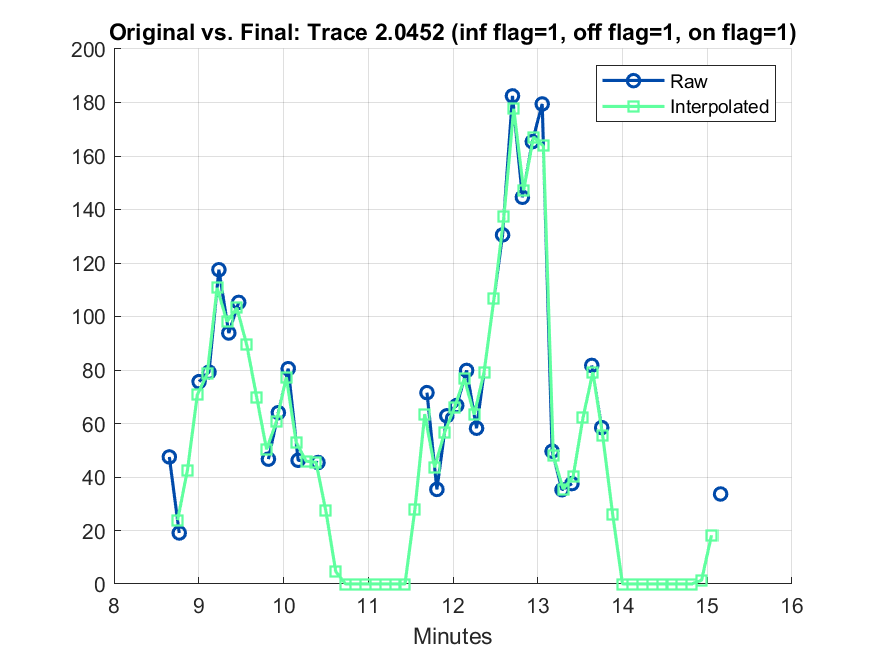 Original vs. Final: Trace 2.0452 (inf flag=1, off flag=1, on flag=1)
200
180
160
140
120
100
80
60
40
20
0
Raw
Interpolated
8 9 10 11 12 13 14 15 16
Minutes